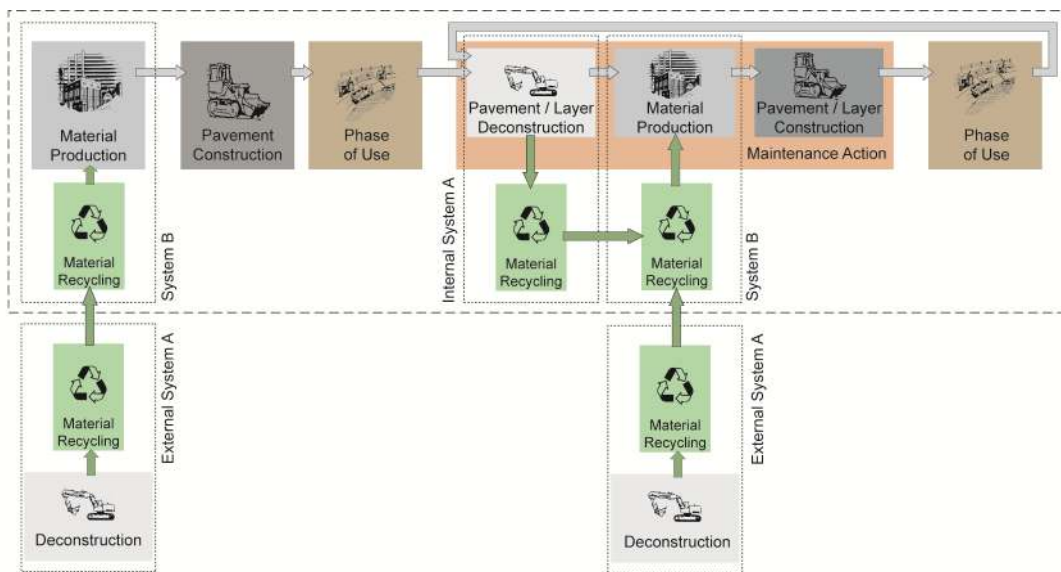 Material
Production
Pavement
Construction
Phase
of Use
Pavement / Layer
Deconstruction
Material
Production
Pavement / Layer
Construction
Maintenance Action
Phase
of Use
Material
Recycling
System B
Internal System A
Material
Recycling
Material
Recycling
System B
Material
Recycling
External System A
Deconstruction
Material
Recycling
External System A
Deconstruction